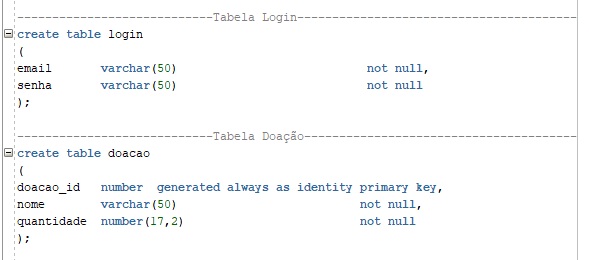 ------------------------------Tabela Login------------------------------------------
create table login
(
email varchar(50) not null,
senha varchar(50) not null
);
------------------------------Tabela Doação------------------------------------------
create table doacao
(
doacao_id number generated always as identity primary key,
nome varchar(50) not null,
quantidade number(17,2) not null
);